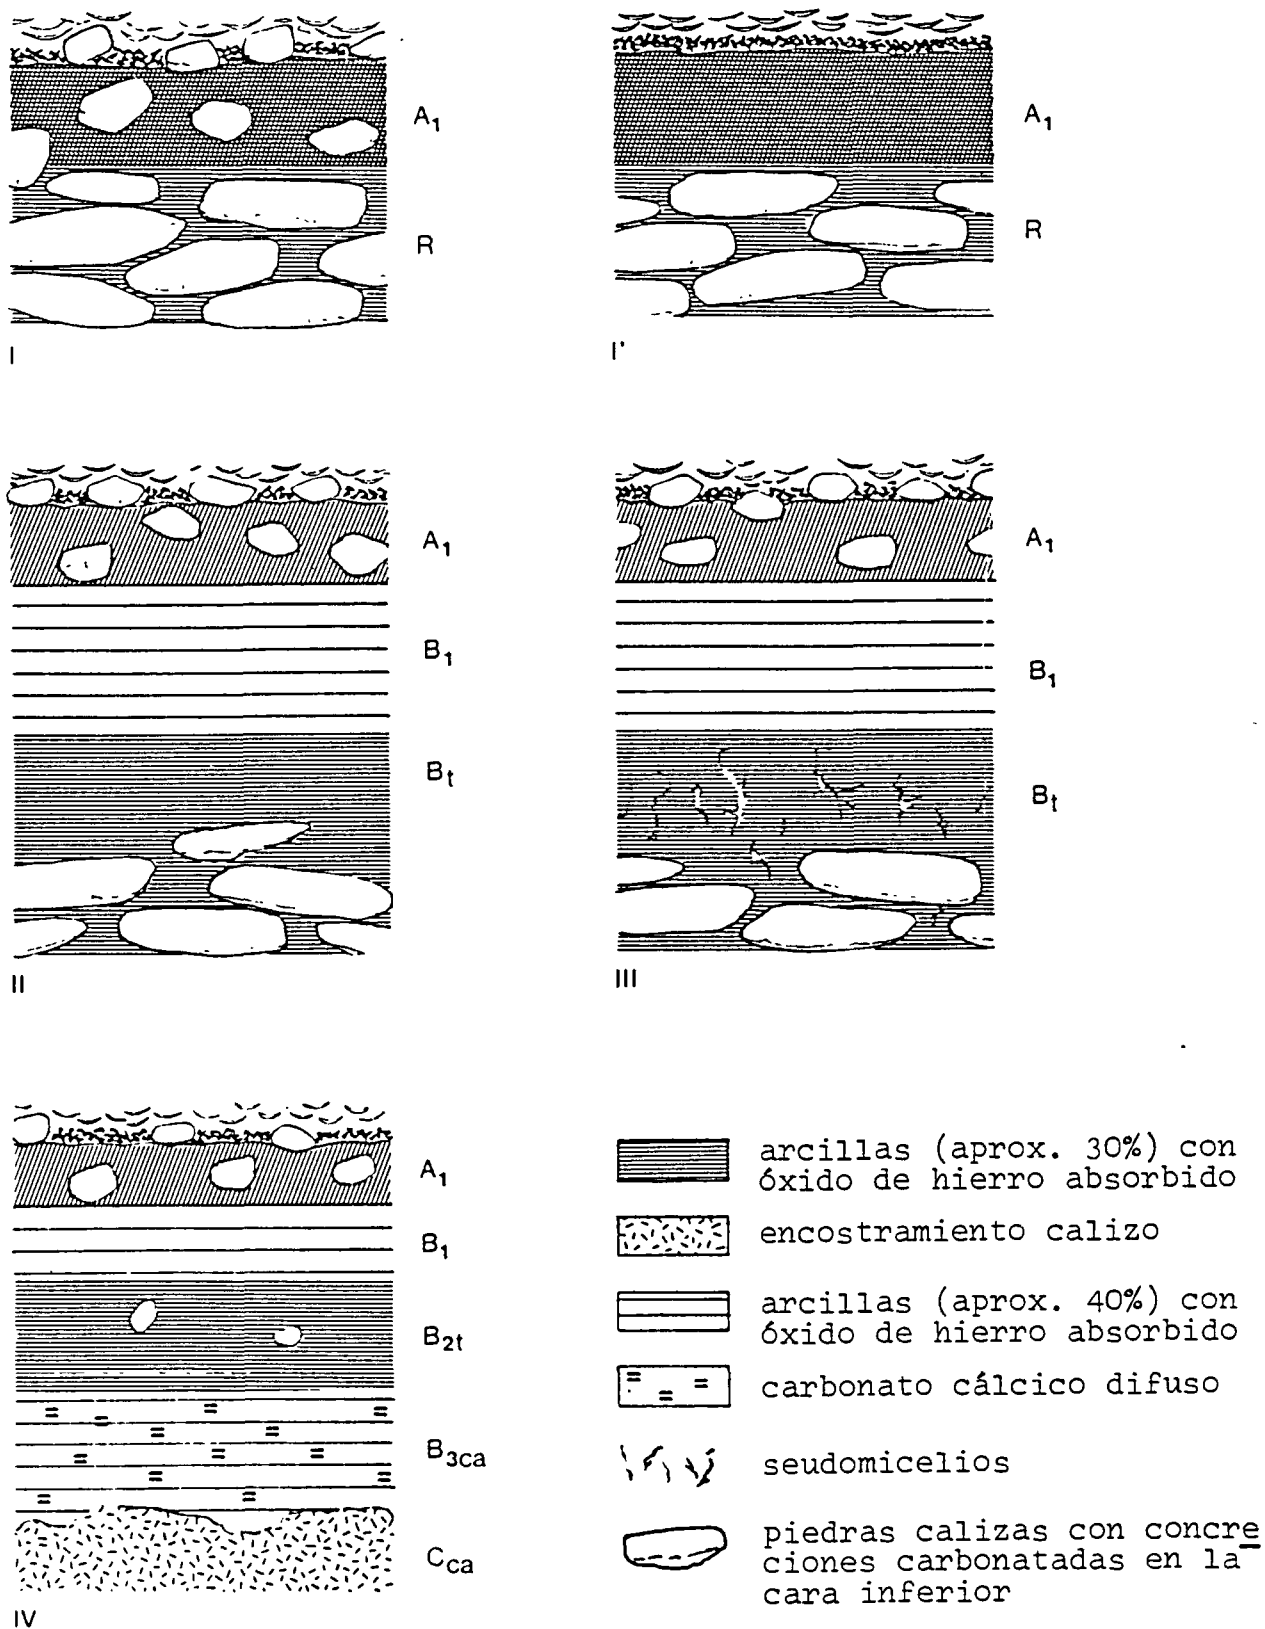 A1
R
I
A1
R
I'
A1
B1
Bt
II
A1
B1
Bt
III
A1
B1
B2t
B3ca
Cca
IV
arcillas (aprox. 30%) con
óxido de hierro absorbido
encostramiento calizo
arcillas (aprox. 40%) con
óxido de hierro absorbido
carbonato cálcico difuso
seudomicelios
piedras calizas con concre
ciones carbonatadas en la
cara inferior